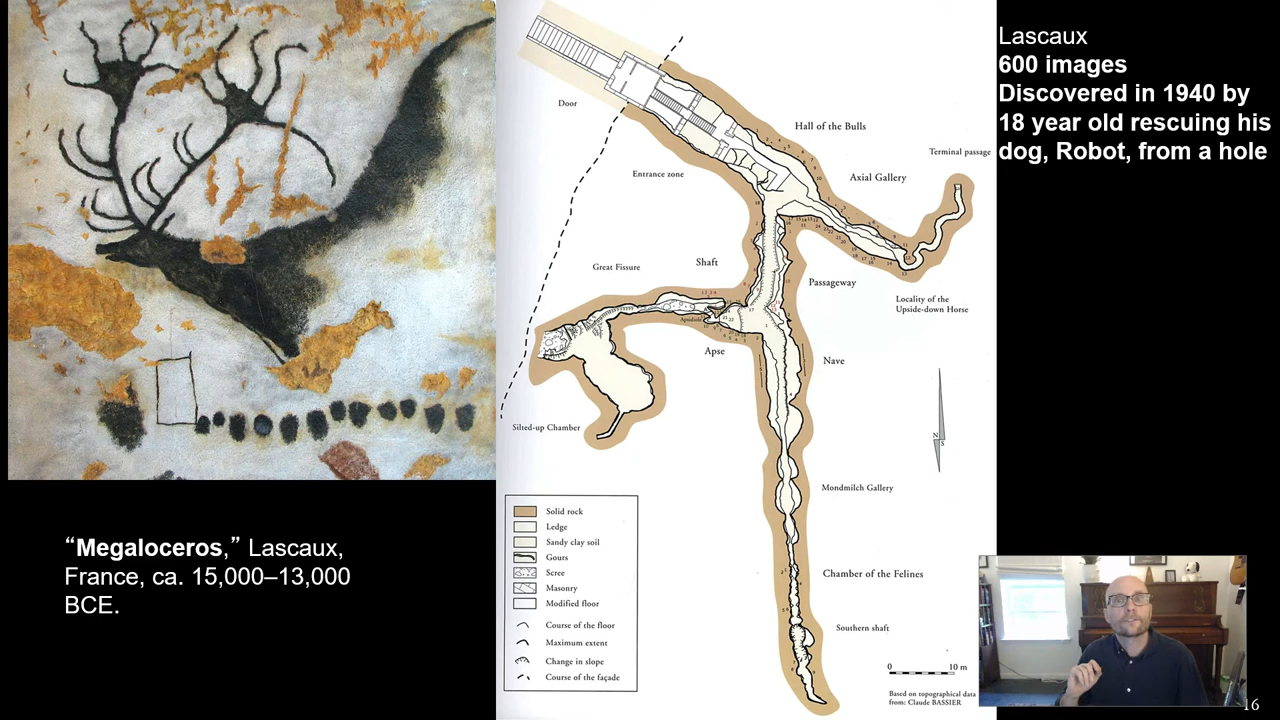 Lascaux
600 images
Discovered in 1940 by
18 year old rescuing his
dog, Robot, from a hole
“Megaloceros,” Lascaux,
France, ca. 15,000–13,000
BCE.
Door
Hall of the Bulls
Terminal passage
Entrance zone
Axial Gallery
Great Fissure
Shaft
Passageway
Locality of the
Upside-down Horse
Apse
Nave
Silted-up Chamber
N
S
Mondmilch Gallery
Chamber of the Felines
Southern shaft
Solid rock
Ledge
Sandy clay soil
Gours
Scree
Masonry
Modified floor
Course of the floor
Maximum extent
Change in slope
Course of the façade
0 10 m
Based on topographical data
from: Claude BASSIER
16